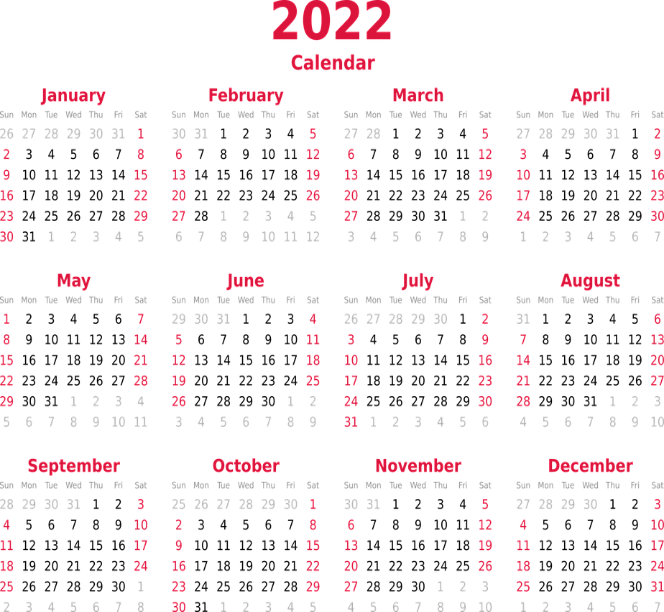 2022
Calendar
January February March April
Sun Mon Tue Wed Thu Fri Sat Sun Mon Tue Wed Thu Fri Sat Sun Mon Tue Wed Thu Fri Sat Sun Mon Tue Wed Thu Fri Sat
26 27 28 29 30 31 1 30 31 1 2 3 4 5 27 28 1 2 3 4 5 27 28 29 30 31 1 2
2 3 4 5 6 7 8 6 7 8 9 10 11 12 6 7 8 9 10 11 12 3 4 5 6 7 8 9
9 10 11 12 13 14 15 13 14 15 16 17 18 19 13 14 15 16 17 18 19 10 11 12 13 14 15 16
16 17 18 19 20 21 22 20 21 22 23 24 25 26 20 21 22 23 24 25 26 17 18 19 20 21 22 23
23 24 25 26 27 28 29 27 28 1 2 3 4 5 27 28 29 30 31 1 2 24 25 26 27 28 29 30
30 31 1 2 3 4 5 6 7 8 9 10 11 12 3 4 5 6 7 8 9 1 2 3 4 5 6 7
May June July August
Sun Mon Tue Wed Thu Fri Sat Sun Mon Tue Wed Thu Fri Sat Sun Mon Tue Wed Thu Fri Sat Sun Mon Tue Wed Thu Fri Sat
1 2 3 4 5 6 7 29 30 31 1 2 3 4 26 27 28 29 30 1 2 31 1 2 3 4 5 6
8 9 10 11 12 13 14 5 6 7 8 9 10 11 3 4 5 6 7 8 9 7 8 9 10 11 12 13
15 16 17 18 19 20 21 12 13 14 15 16 17 18 10 11 12 13 14 15 16 14 15 16 17 18 19 20
22 23 24 25 26 27 28 19 20 21 22 23 24 25 17 18 19 20 21 22 23 21 22 23 24 25 26 27
29 30 31 1 2 3 4 26 27 28 29 30 1 2 24 25 26 27 28 29 30 28 29 30 31 1 2 3
5 6 7 8 9 10 11 3 4 5 6 7 8 9 31 1 2 3 4 5 6 4 5 6 7 8 9 10
September October November December
Sun Mon Tue Wed Thu Fri Sat Sun Mon Tue Wed Thu Fri Sat Sun Mon Tue Wed Thu Fri Sat Sun Mon Tue Wed Thu Fri Sat
28 29 30 31 1 2 3 25 26 27 28 29 30 1 30 31 1 2 3 4 5 27 28 29 30 1 2 3
4 5 6 7 8 9 10 2 3 4 5 6 7 8 6 7 8 9 10 11 12 4 5 6 7 8 9 10
11 12 13 14 15 16 17 9 10 11 12 13 14 15 13 14 15 16 17 18 19 11 12 13 14 15 16 17
18 19 20 21 22 23 24 16 17 18 19 20 21 22 20 21 22 23 24 25 26 18 19 20 21 22 23 24
25 26 27 28 29 30 1 23 24 25 26 27 28 29 27 28 29 30 1 2 3 25 26 27 28 29 30 31
2 3 4 5 6 7 8 30 31 1 2 3 4 5 4 5 6 7 8 9 10 1 2 3 4 5 6 7